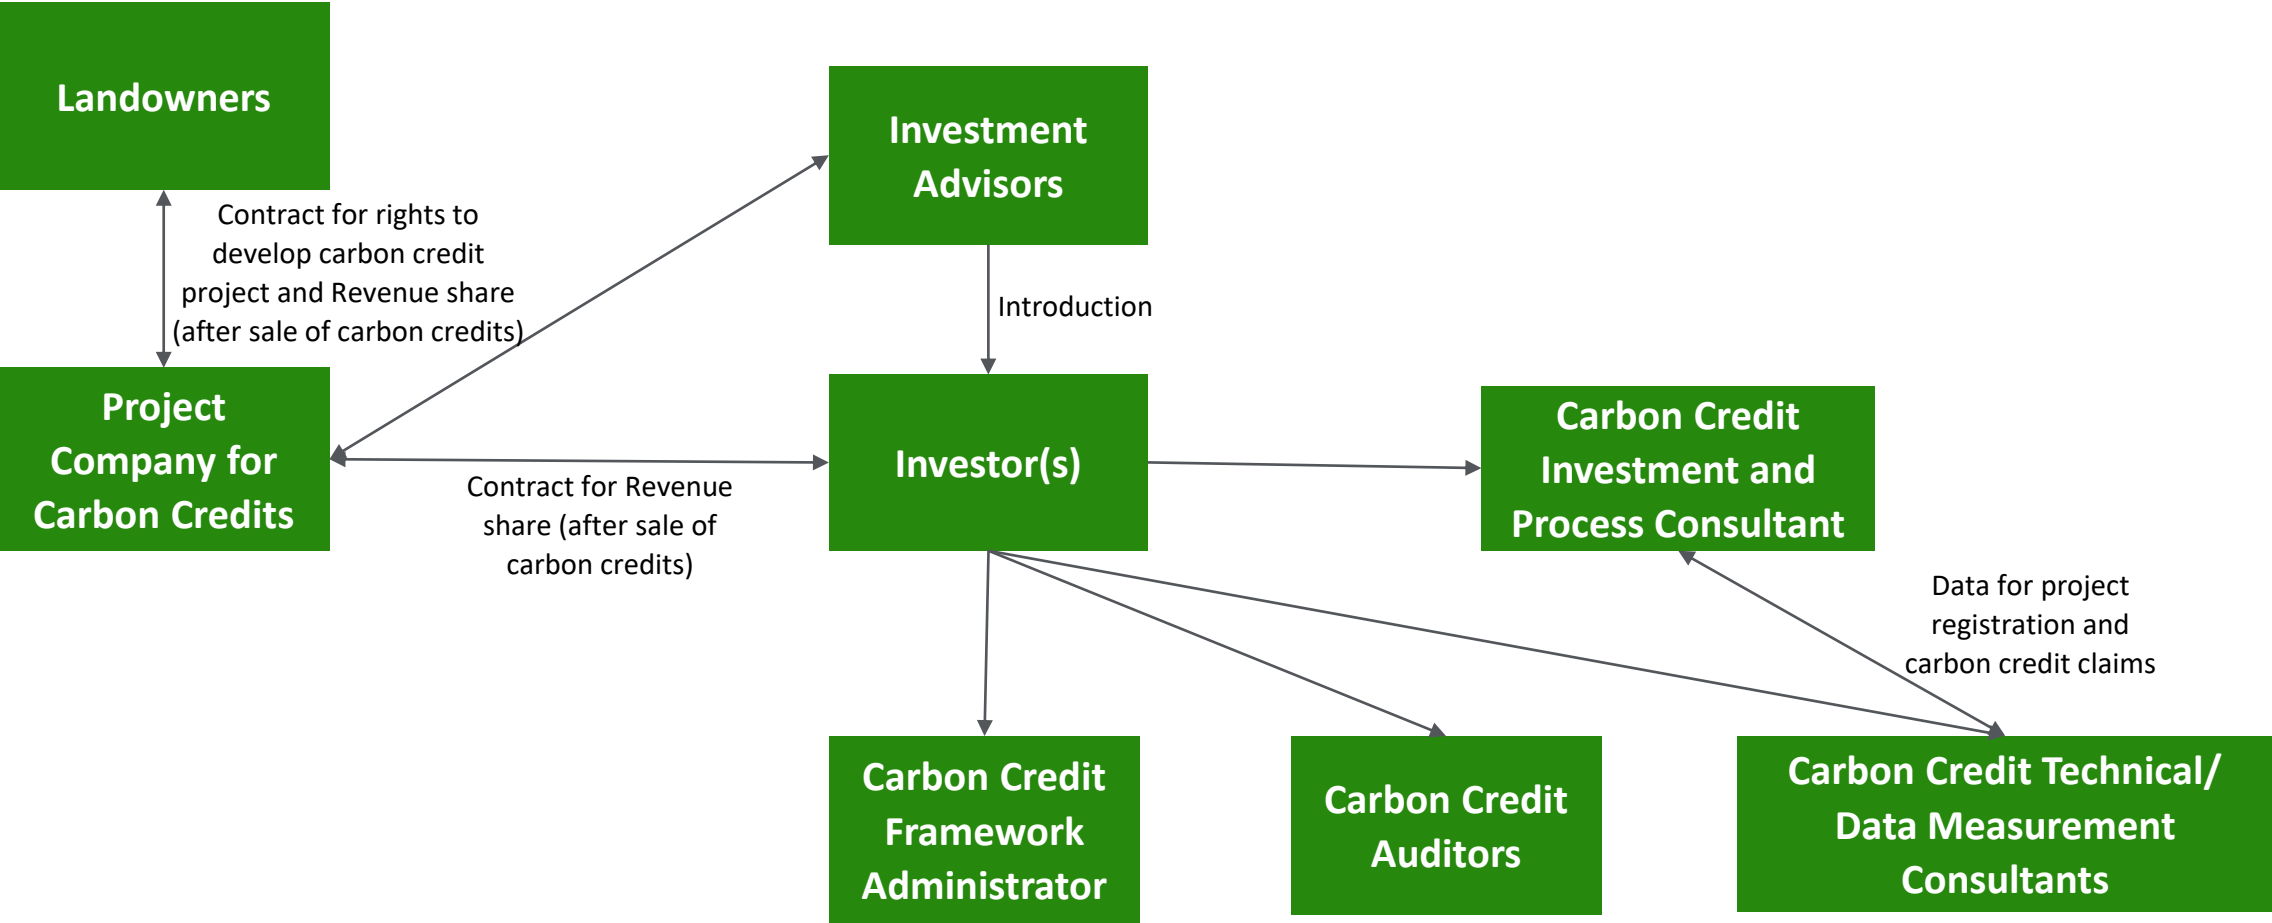 Landowners
Investment
Advisors
Contract for rights to
develop carbon credit
project and Revenue share
(after sale of carbon credits)
Introduction
Project
Company for
Carbon Credits
Contract for Revenue
share (after sale of
carbon credits)
Investor(s)
Carbon Credit
Investment and
Process Consultant
Data for project
registration and
carbon credit claims
Carbon Credit
Framework
Administrator
Carbon Credit
Auditors
Carbon Credit Technical/
Data Measurement
Consultants